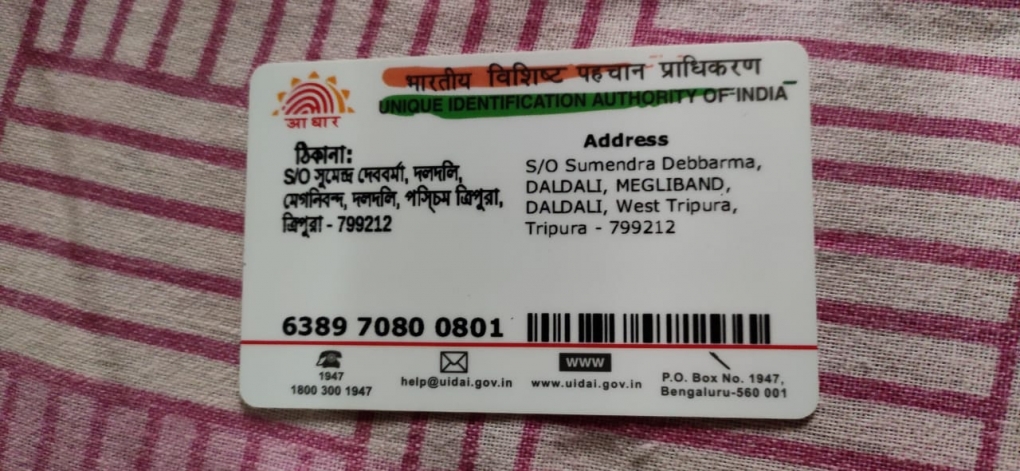 भारतीय विशिष्ट पहचान प्राधिकरण
UNIQUE IDENTIFICATION AUTHORITY OF INDIA
आधार
ঠিকানা:
S/O সুমেন্দ্র দেববর্মা, দলদলি,
মেগলিবন্দ, দলদলি, পশ্চিম ত্রিপুরা,
ত্রিপুরা - 799212
Address
S/O Sumendra Debbarma,
DALDALI, MEGLIBAND,
DALDALI, West Tripura,
Tripura - 799212
6389 7080 0801
1947
1800 300 1947
help@uidai.gov.in
www
www.uidai.gov.in
P.O. Box No. 1947,
Bengaluru-560 001